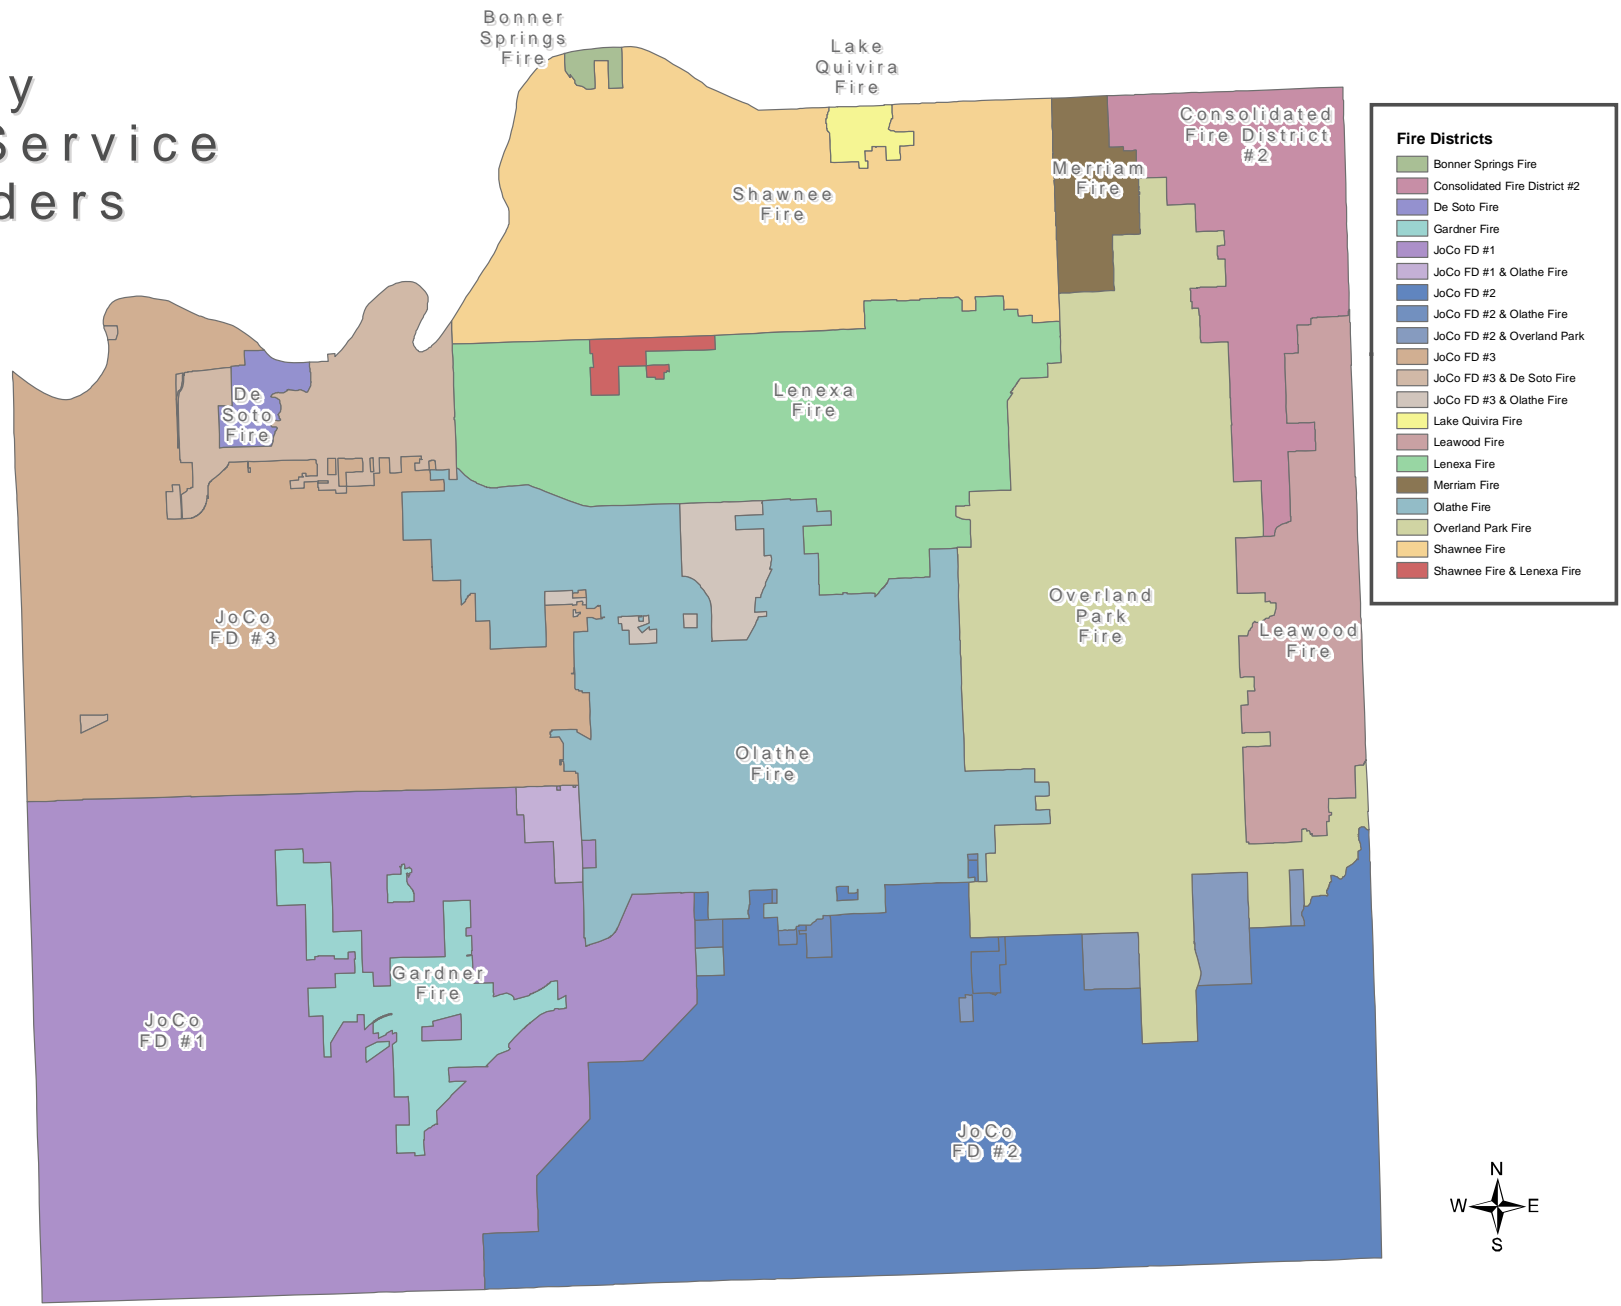 y
Service
ders
Bonner
Springs
Fire
Lake
Quivira
Fire
Consolidated
Fire District
#2
Merriam
Fire
Shawnee
Fire
De
Soto
Fire
Lenexa
Fire
JoCo
FD #3
Overland
Park
Fire
Leawood
Fire
Olathe
Fire
Gardner
Fire
JoCo
FD #1
JoCo
FD #2
Fire Districts
Bonner Springs Fire
Consolidated Fire District #2
De Soto Fire
Gardner Fire
JoCo FD #1
JoCo FD #1 & Olathe Fire
JoCo FD #2
JoCo FD #2 & Olathe Fire
JoCo FD #2 & Overland Park
JoCo FD #3
JoCo FD #3 & De Soto Fire
JoCo FD #3 & Olathe Fire
Lake Quivira Fire
Leawood Fire
Lenexa Fire
Merriam Fire
Olathe Fire
Overland Park Fire
Shawnee Fire
Shawnee Fire & Lenexa Fire
N
W E
S